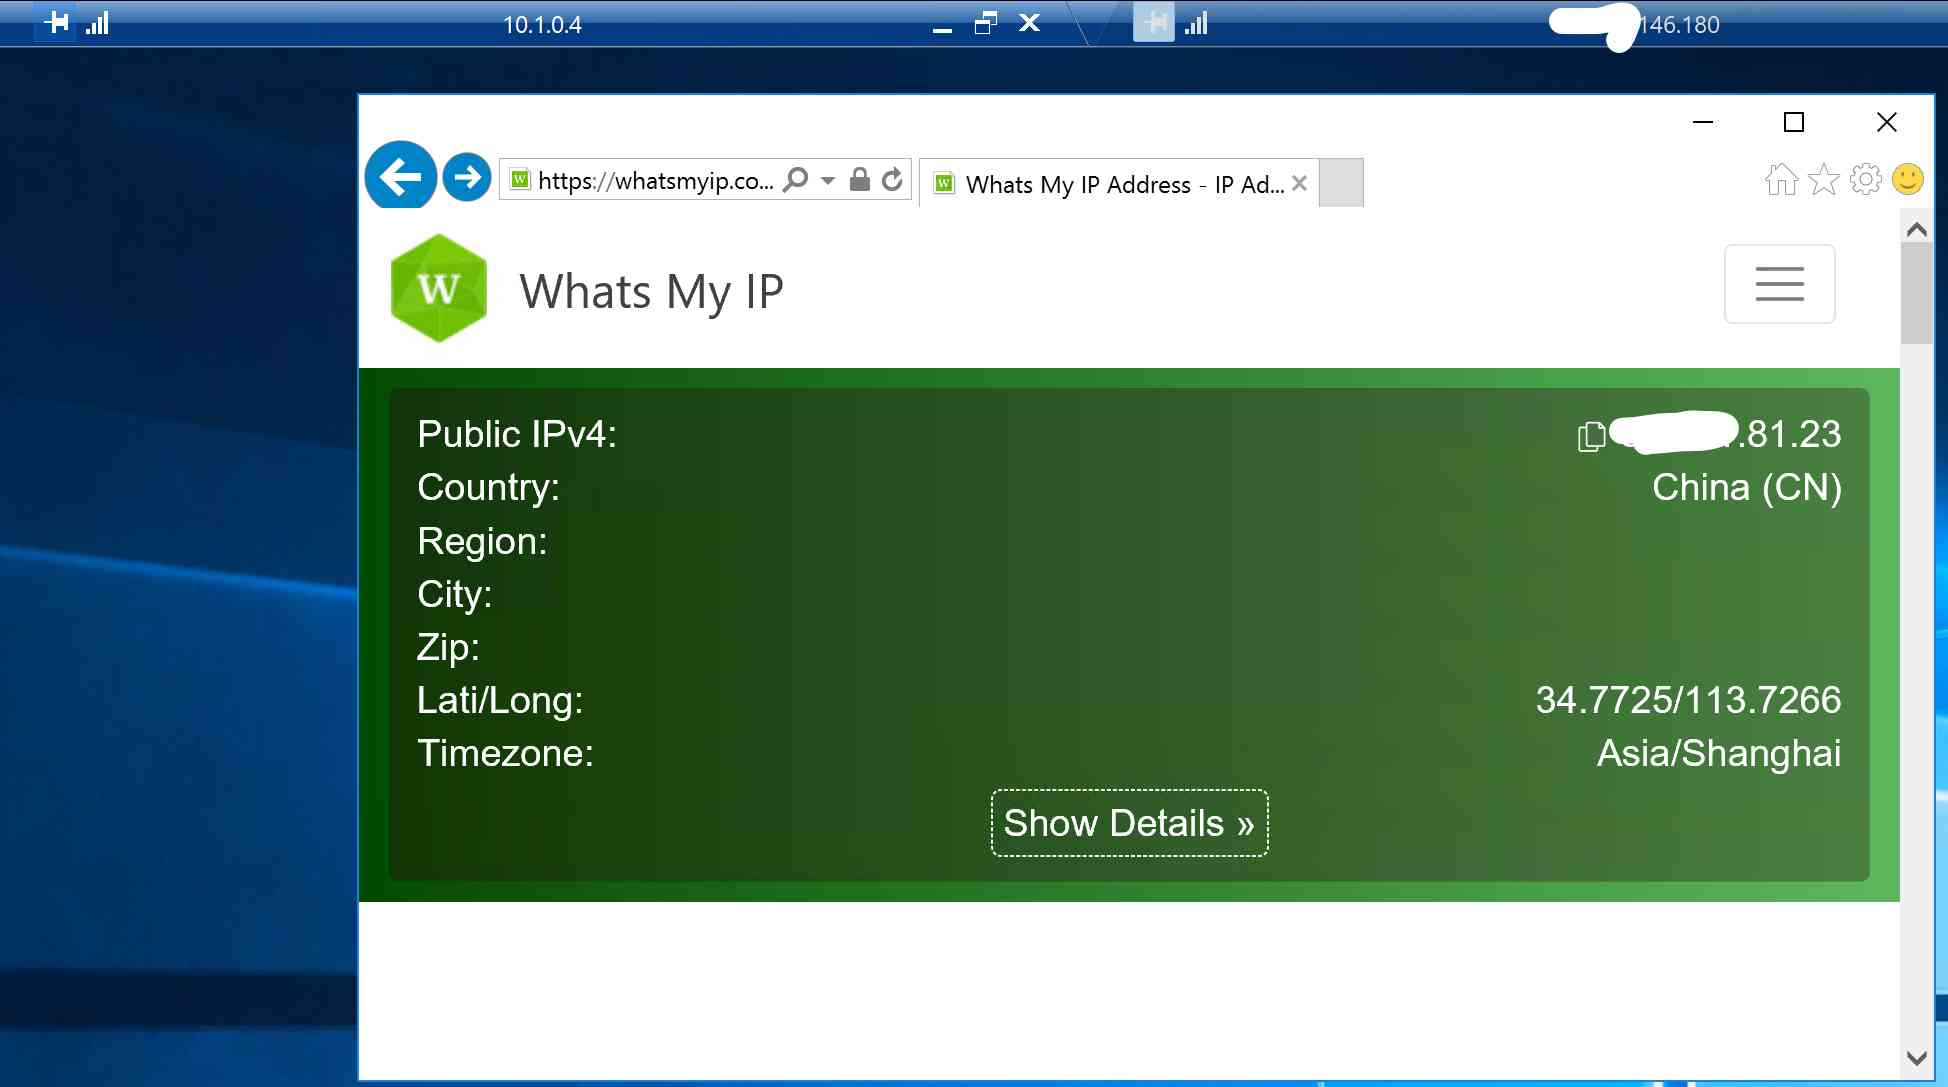 10.1.0.4
146.180
https://whatsmyip.co...
Whats My IP Address - IP Ad...
W
Whats My IP
Public IPv4: .81.23
Country: China (CN)
Region:
City:
Zip:
Lati/Long: 34.7725/113.7266
Timezone: Asia/Shanghai
Show Details »